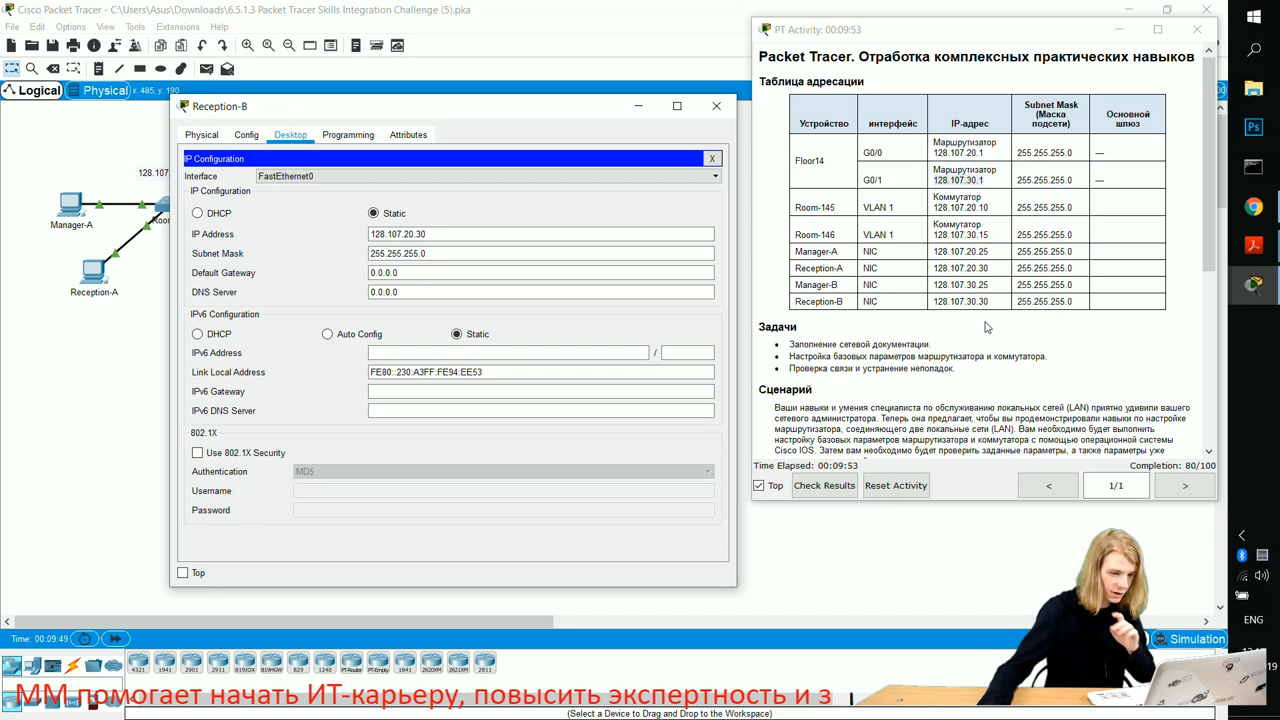 Cisco Packet Tracer - C:\Users\Asus\Downloads\6.5.1.3 Packet Tracer Skills Integration Challenge (5).pka
File Edit Options View Tools Extensions Help
Logical Physical x: 485, y: 190
128.107
Manager-A
Reception-A
Reception-B
Physical Config Desktop Programming Attributes
IP Configuration X
Interface FastEthernet0
IP Configuration
DHCP Static
IP Address 128.107.20.30
Subnet Mask 255.255.255.0
Default Gateway 0.0.0.0
DNS Server 0.0.0.0
IPv6 Configuration
DHCP Auto Config Static
IPv6 Address /
Link Local Address FE80::230:A3FF:FE94:EE53
IPv6 Gateway
IPv6 DNS Server
802.1X
Use 802.1X Security
Authentication MD5
Username
Password
Top
PT Activity: 00:09:53
Packet Tracer. Отработка комплексных практических навыков
Таблица адресации
Устройство интерфейс IP-адрес Subnet Mask (Маска подсети) Основной шлюз
Floor14 G0/0 Маршрутизатор 128.107.20.1 255.255.255.0 —
G0/1 Маршрутизатор 128.107.30.1 255.255.255.0 —
Room-145 VLAN 1 Коммутатор 128.107.20.10 255.255.255.0
Room-146 VLAN 1 Коммутатор 128.107.30.15 255.255.255.0
Manager-A NIC 128.107.20.25 255.255.255.0
Reception-A NIC 128.107.20.30 255.255.255.0
Manager-B NIC 128.107.30.25 255.255.255.0
Reception-B NIC 128.107.30.30 255.255.255.0
Задачи
• Заполнение сетевой документации.
• Настройка базовых параметров маршрутизатора и коммутатора.
• Проверка связи и устранение неполадок.
Сценарий
Ваши навыки и умения специалиста по обслуживанию локальных сетей (LAN) приятно удивили вашего
сетевого администратора. Теперь она предлагает, чтобы вы продемонстрировали навыки по настройке
маршрутизатора, соединяющего две локальные сети (LAN). Вам необходимо будет выполнить
настройку базовых параметров маршрутизатора и коммутатора с помощью операционной системы
Cisco IOS. Затем вам необходимо будет проверить заданные параметры, а также параметры уже
Time Elapsed: 00:09:53 Completion: 80/100
Top Check Results Reset Activity < 1/1 >
Time: 00:09:49 Simulation
4321 1941 2901 2911 819IOX 819HGW 829 1240 PT-Router PT-Empty 1841 2620XM 2621XM 2811
ММ помогает начать ИТ-карьеру, повысить экспертность и з
(Select a Device to Drag and Drop to the Workspace)
ENG